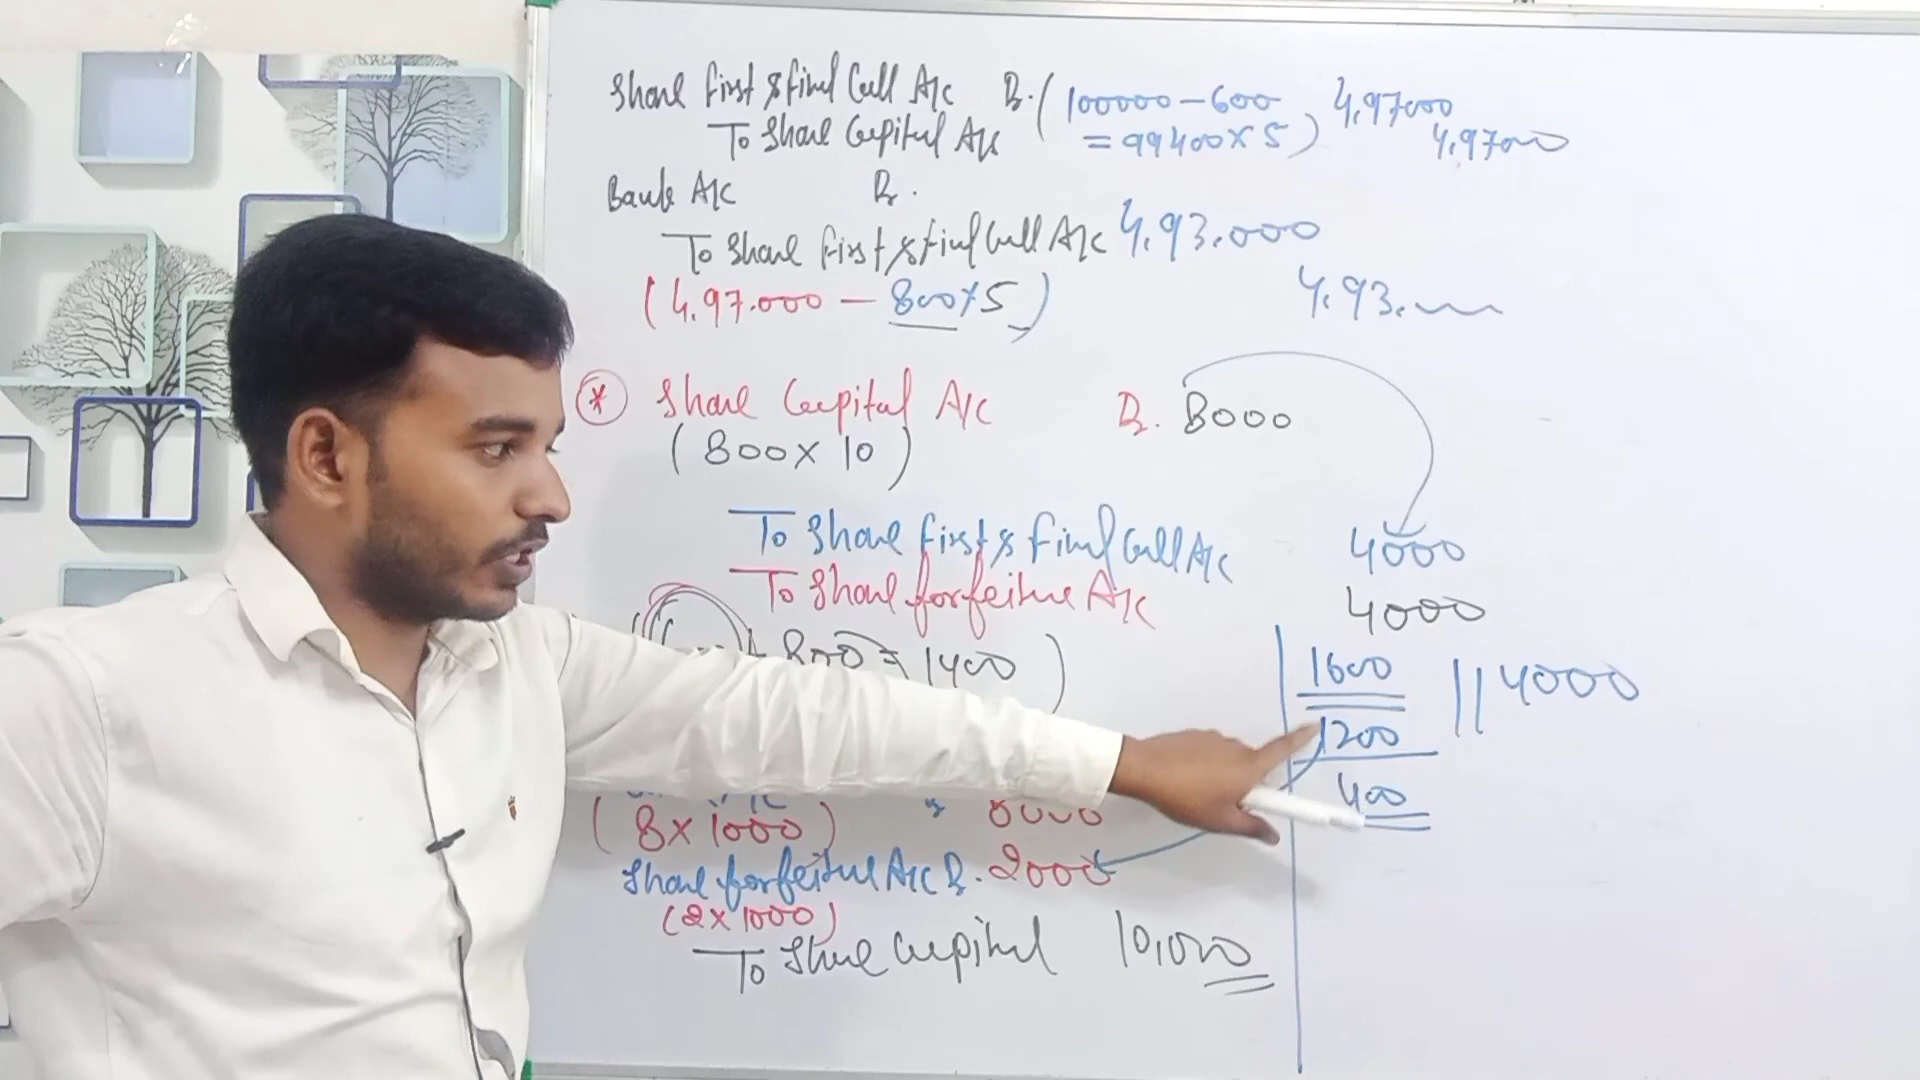 Share first & final Call A/c Dr. (100000-600 4,97000
To Share Capital A/c = 99400×5) 4,97000
Bank A/c Dr.
To Share first & final Call A/c 4,93.000
(4,97.000 - 800×5) 4,93.
* Share Capital A/c Dr. 8000
(800×10)
To Share first & final Call A/c 4000
To Share forfeiture A/c 4000
800 = 1400 )
1600 || 4000
1200
400
(8×1000) 8000
Share forfeiture A/c Dr. 2000
(2×1000)
To Share Capital 10,000